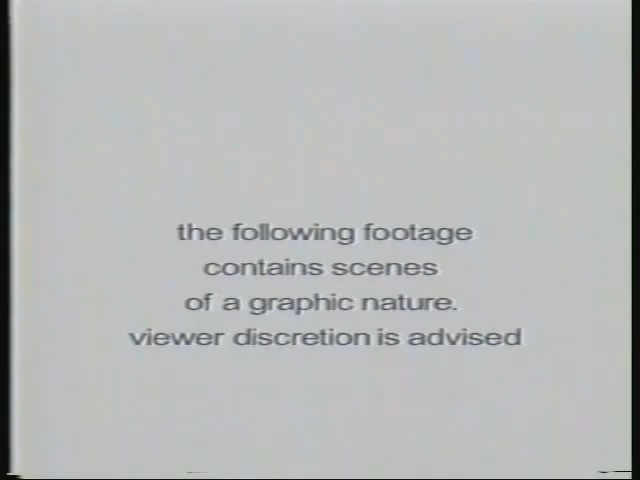 the following footage
contains scenes
of a graphic nature.
viewer discretion is advised